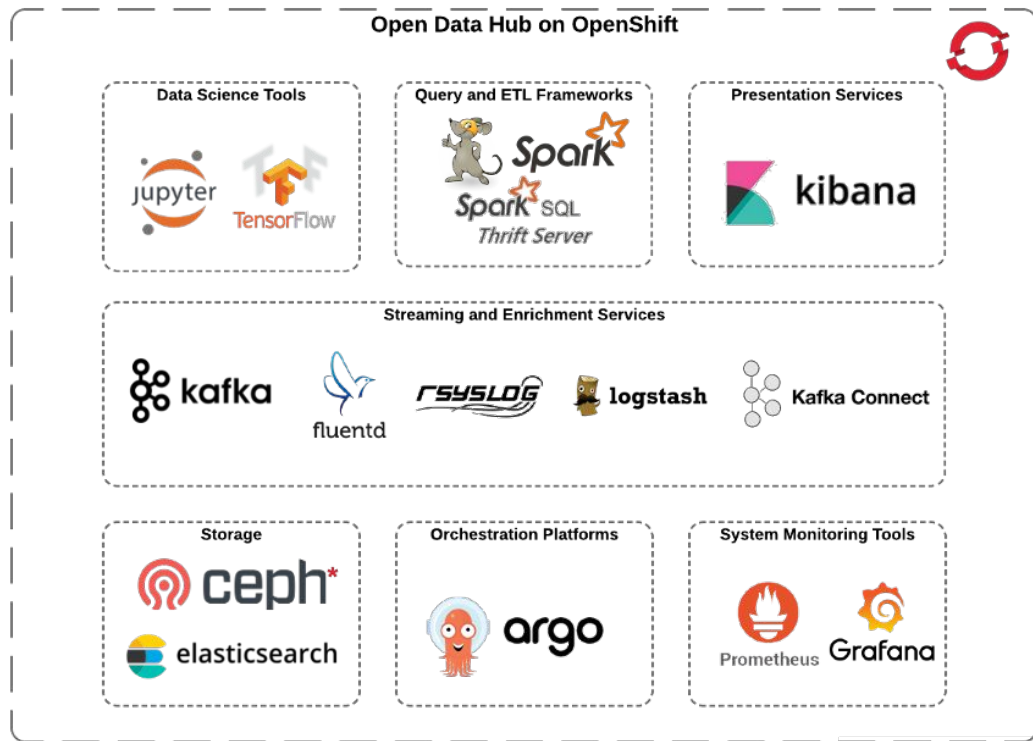 Open Data Hub on OpenShift
Data Science Tools
jupyter
TensorFlow
Query and ETL Frameworks
Spark
Spark SQL
Thrift Server
Presentation Services
kibana
Streaming and Enrichment Services
kafka
fluentd
rsyslog
logstash
Kafka Connect
Storage
ceph*
elasticsearch
Orchestration Platforms
argo
System Monitoring Tools
Prometheus
Grafana